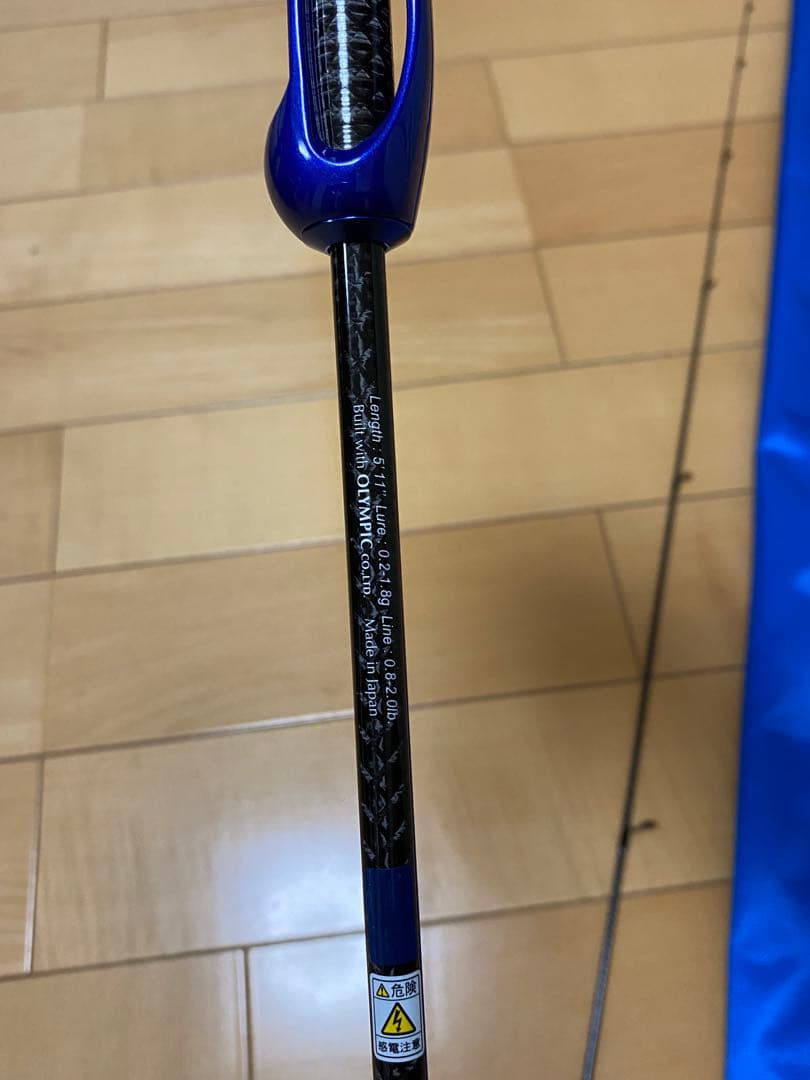 Length : 5'11" Lure : 0.2-1.8g Line : 0.8-2.0lb.
Built with OLYMPIC CO.,LTD. Made in Japan
危険
感電注意